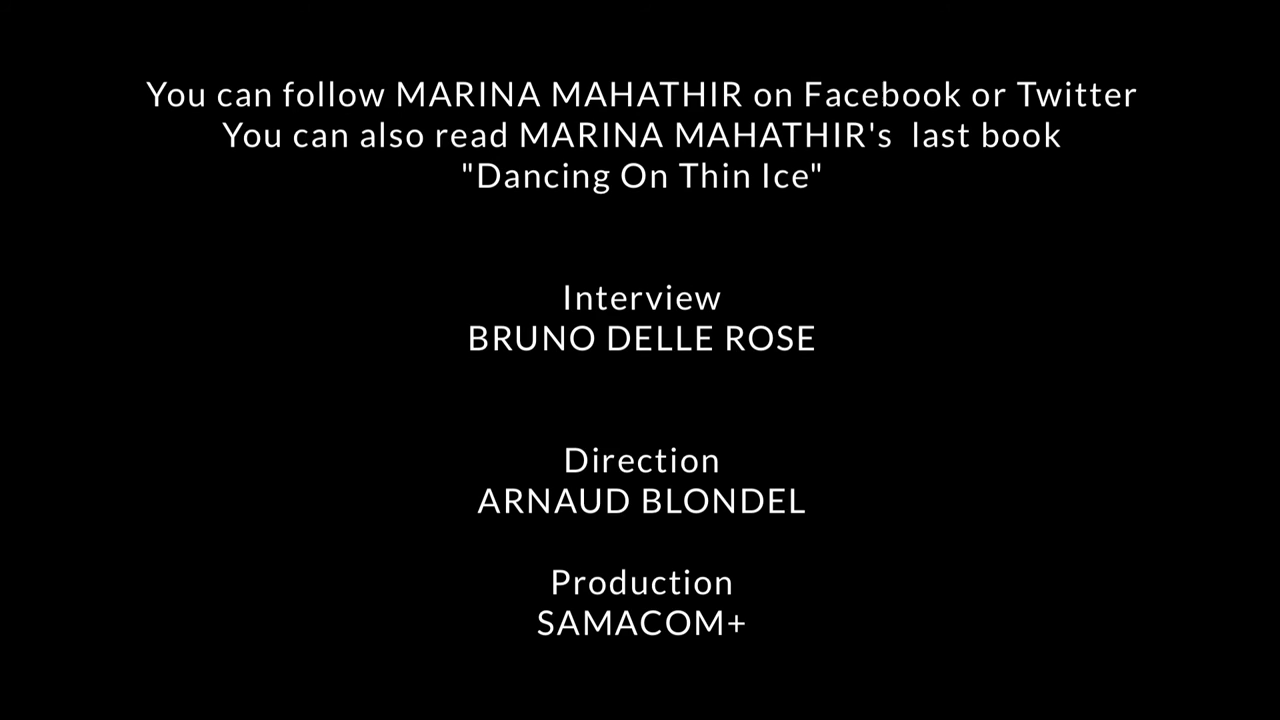 You can follow MARINA MAHATHIR on Facebook or Twitter
You can also read MARINA MAHATHIR's  last book
"Dancing On Thin Ice"
Interview
BRUNO DELLE ROSE
Direction
ARNAUD BLONDEL
Production
SAMACOM+